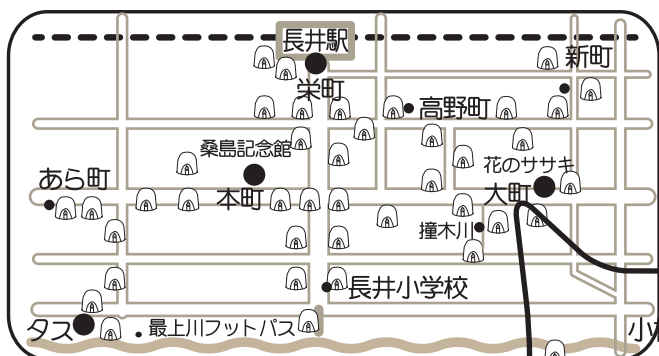 長井駅
新町
栄町
高野町
桑島記念館
花のササキ
あら町
大町
本町
撞木川
長井小学校
タス
最上川フットパス